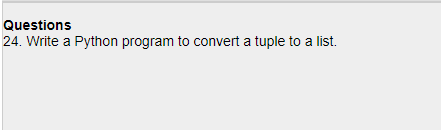 Questions
24. Write a Python program to convert a tuple to a list.